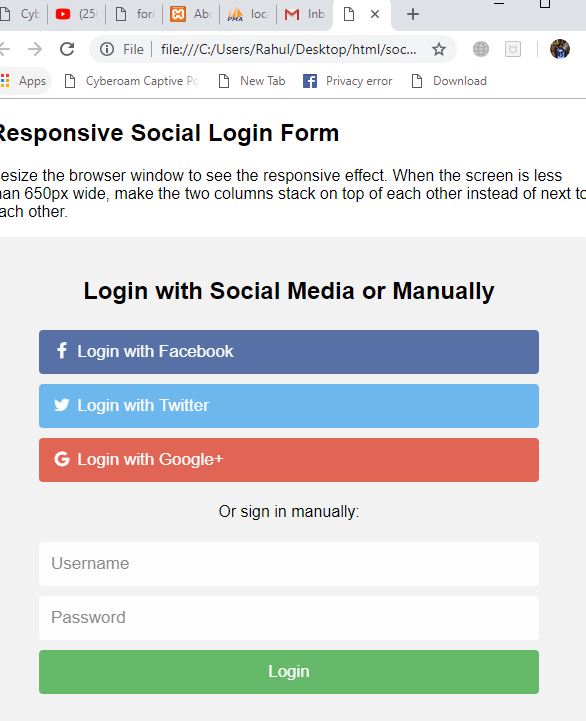 Cyb
(25
for
Ab
loc
Inb
File | file:///C:/Users/Rahul/Desktop/html/soc...
Apps Cyberoam Captive Po New Tab Privacy error Download
Responsive Social Login Form
esize the browser window to see the responsive effect. When the screen is less
an 650px wide, make the two columns stack on top of each other instead of next to
ach other.
Login with Social Media or Manually
Login with Facebook
Login with Twitter
Login with Google+
Or sign in manually:
Username
Password
Login